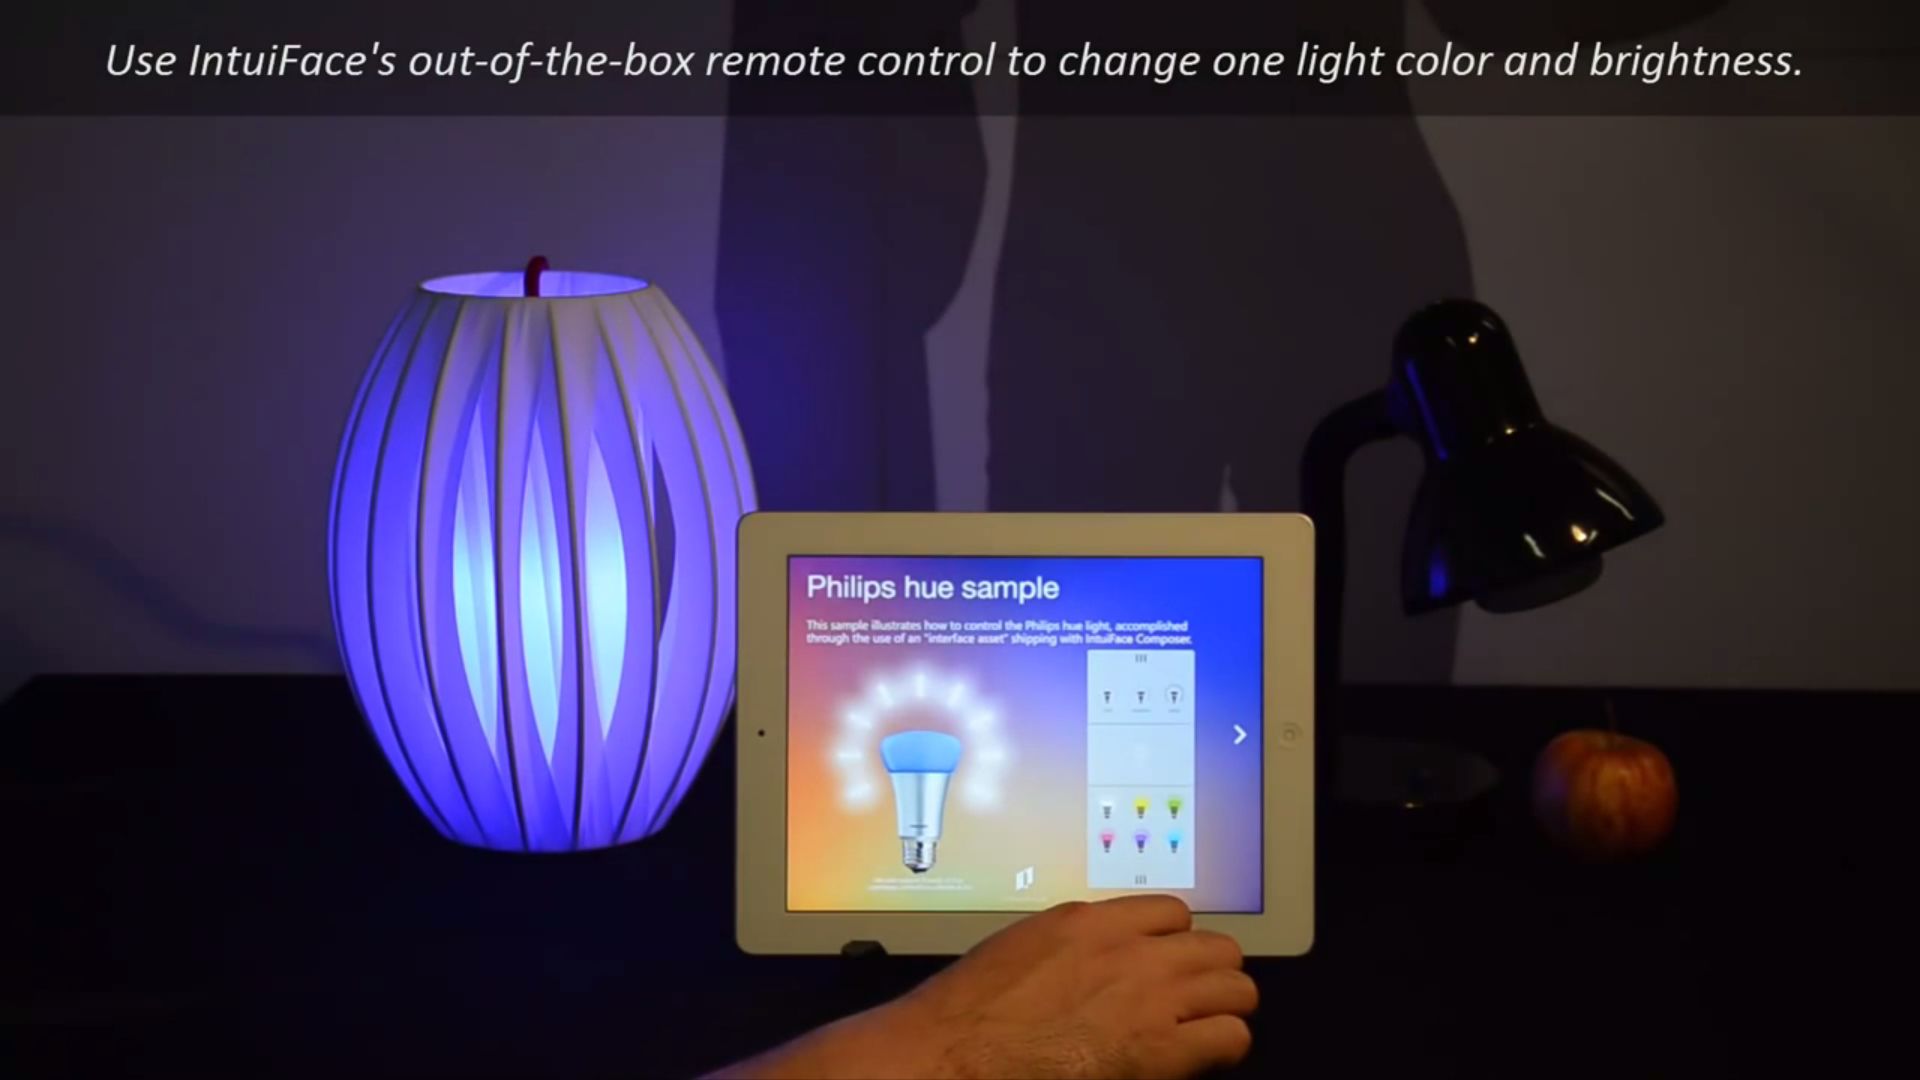 Use IntuiFace's out-of-the-box remote control to change one light color and brightness.
Philips hue sample
This sample illustrates how to control the Philips hue light, accomplished
through the use of an "interface asset" shipping with IntuiFace Composer.